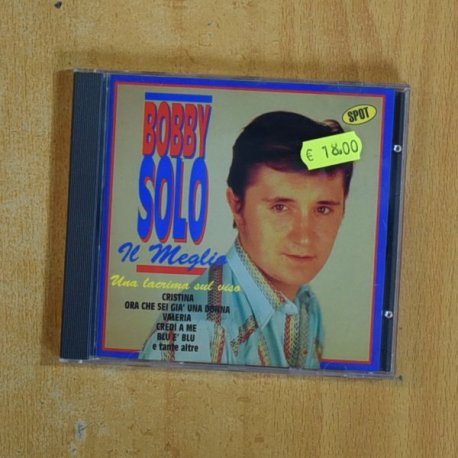 BOBBY
SOLO
Il Meglio
SPOT
€ 18.00
Una lacrima sul viso
CRISTINA
ORA CHE SEI GIA' UNA DONNA
VALERIA
CREDI A ME
BLU E' BLU
e tante altre